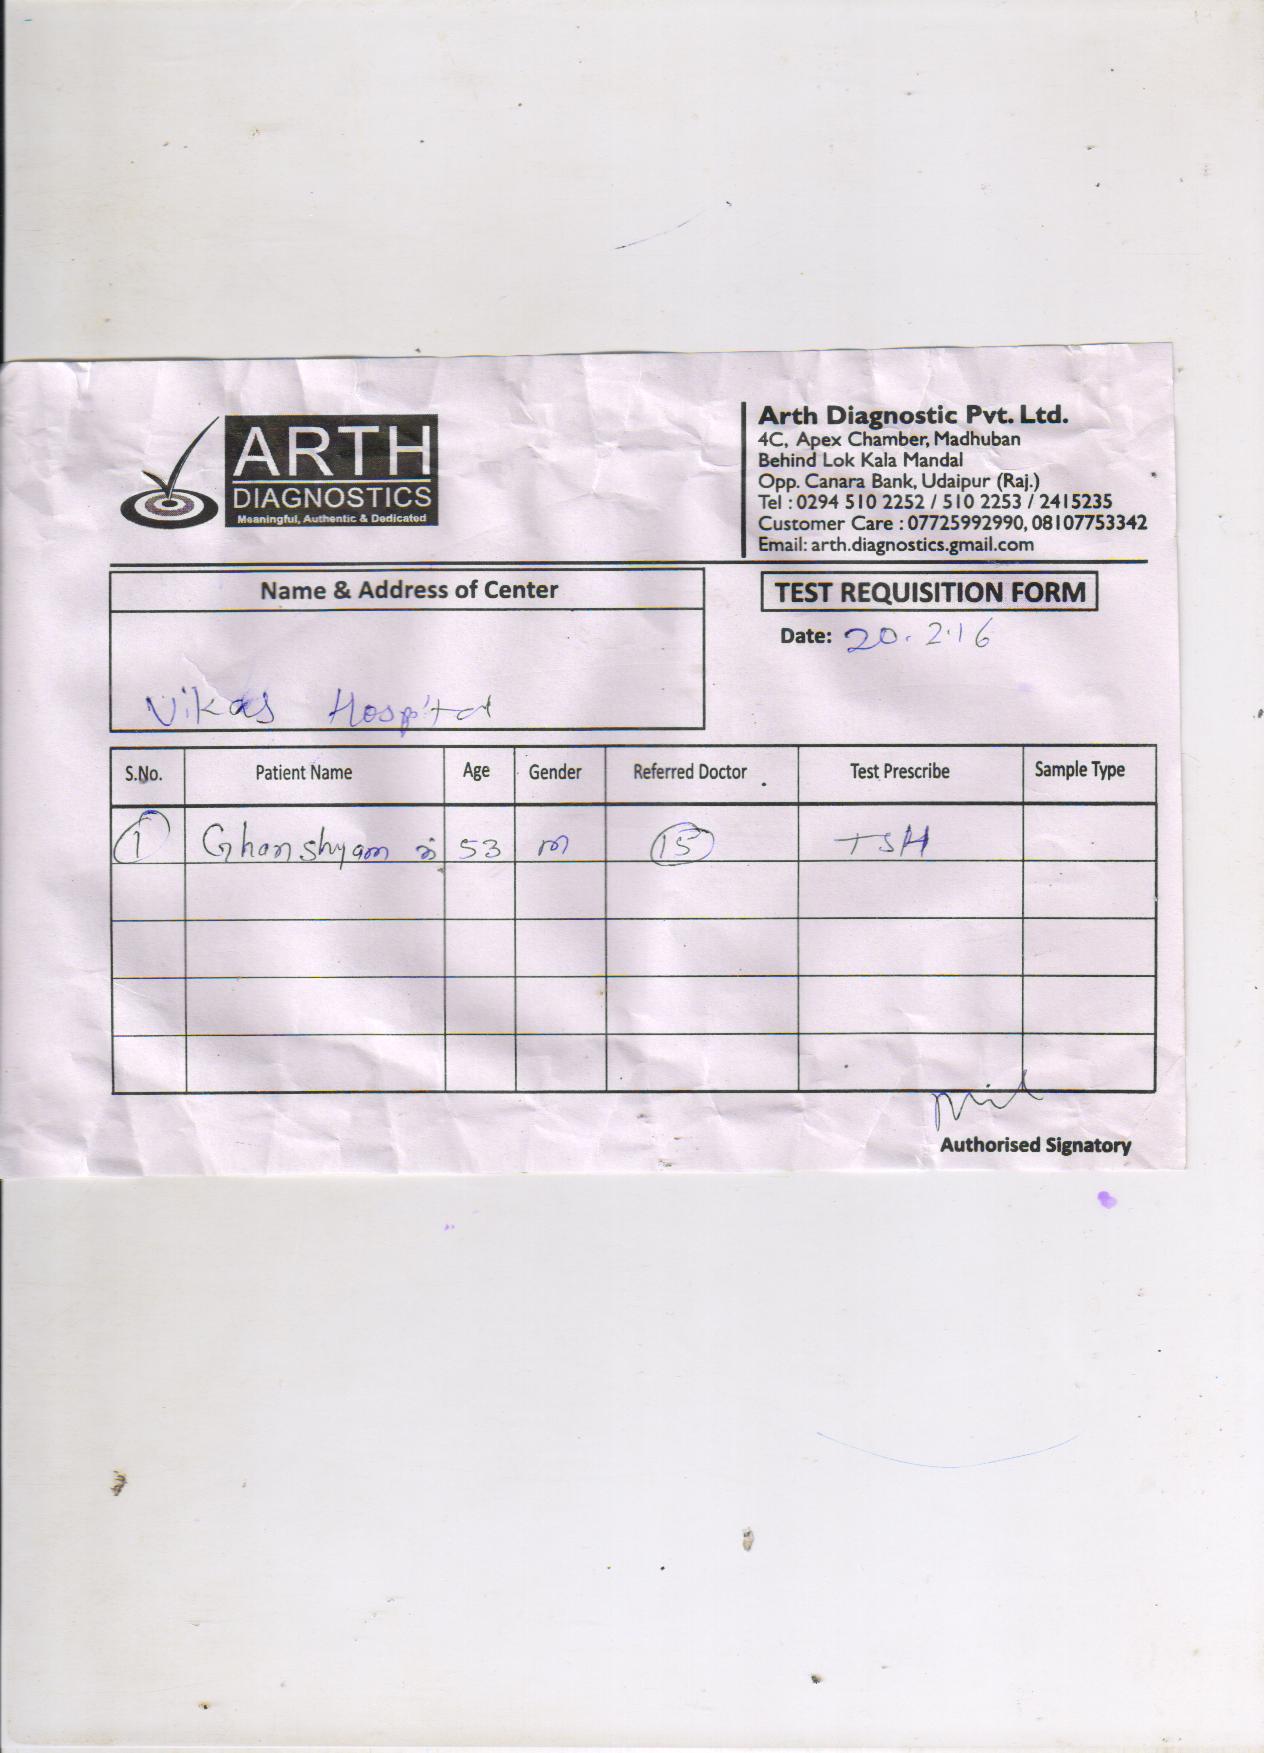 ARTH
DIAGNOSTICS
Meaningful, Authentic & Dedicated
Arth Diagnostic Pvt. Ltd.
4C, Apex Chamber, Madhuban
Behind Lok Kala Mandal
Opp. Canara Bank, Udaipur (Raj.)
Tel : 0294 510 2252 / 510 2253 / 2415235
Customer Care : 07725992990, 08107753342
Email: arth.diagnostics.gmail.com
Name & Address of Center
Vikas Hospital
TEST REQUISITION FORM
Date: 20.2.16
S.No. Patient Name Age Gender Referred Doctor Test Prescribe Sample Type
1 Ghanshyam 53 m 15 TSH
Authorised Signatory